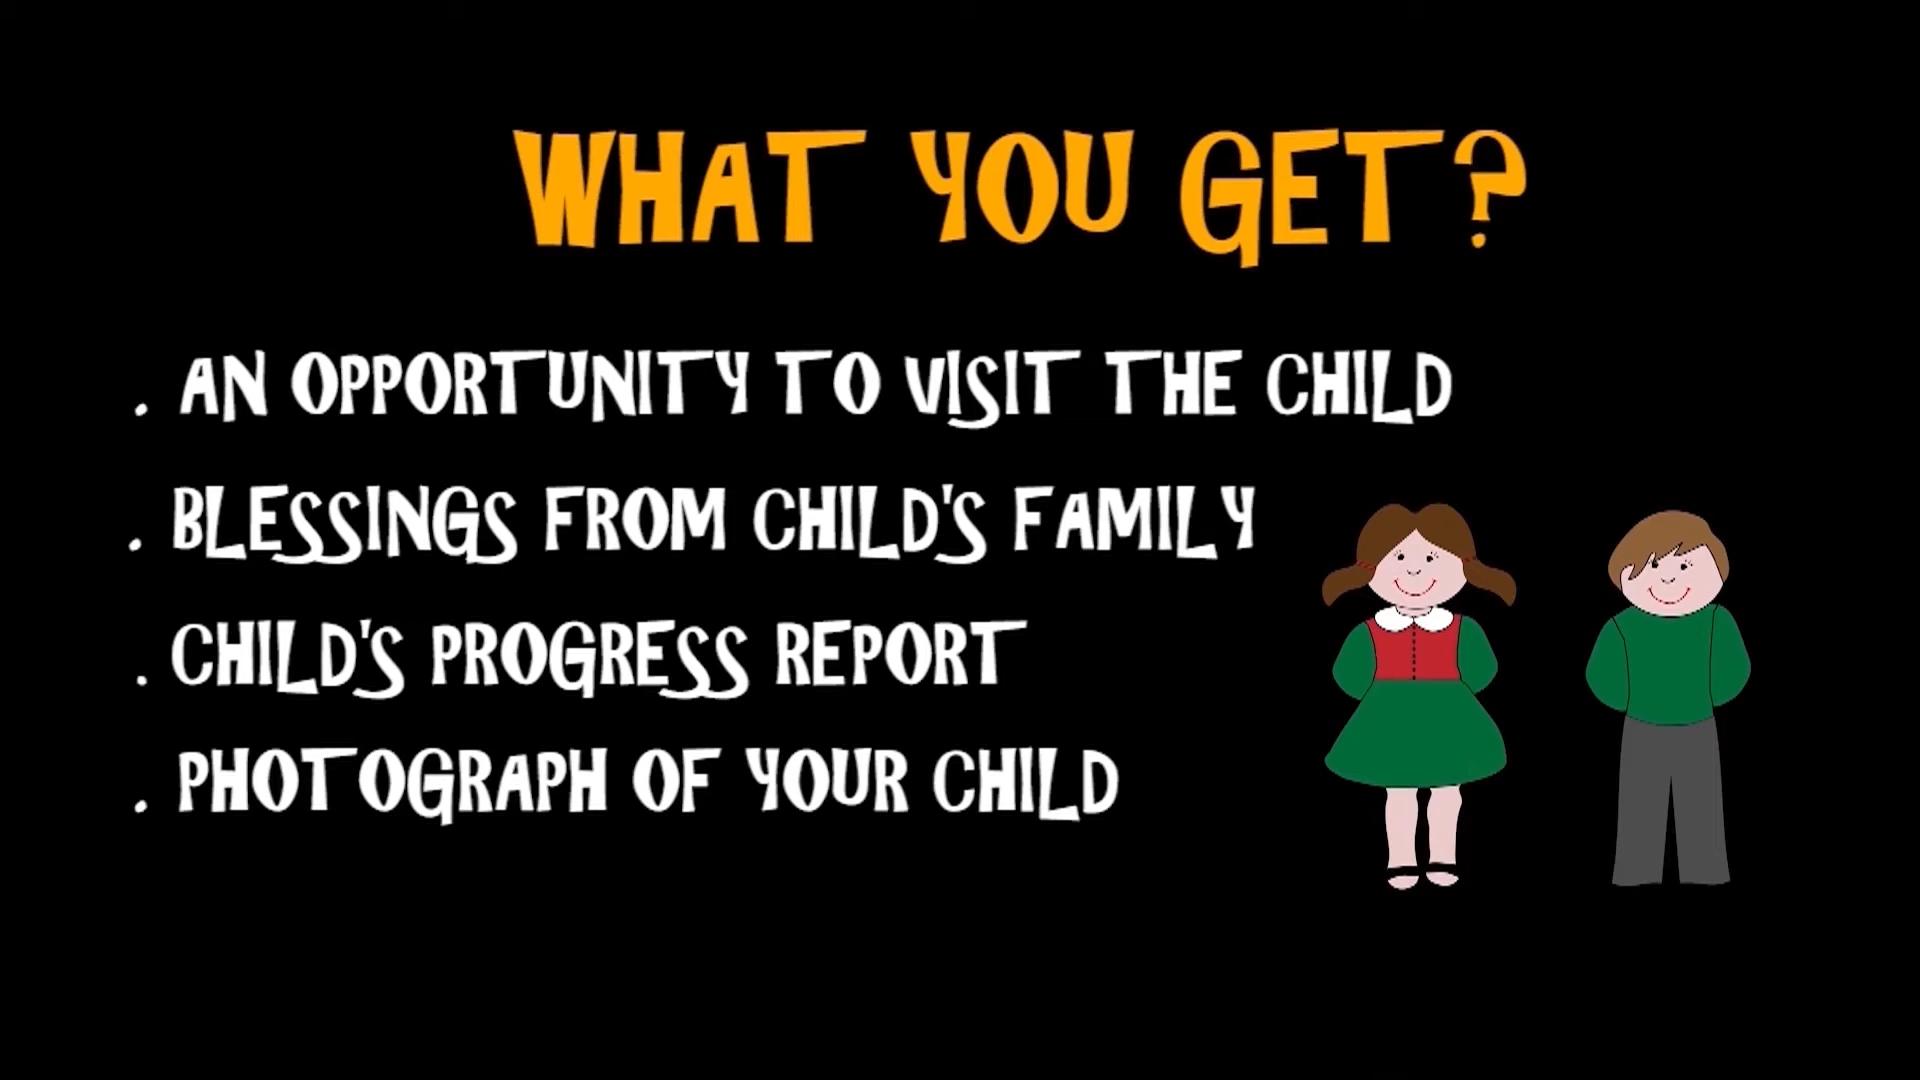 WHAT YOU GET?
. AN OPPORTUNITY TO VISIT THE CHILD
. BLESSINGS FROM CHILD'S FAMILY
. CHILD'S PROGRESS REPORT
. PHOTOGRAPH OF YOUR CHILD